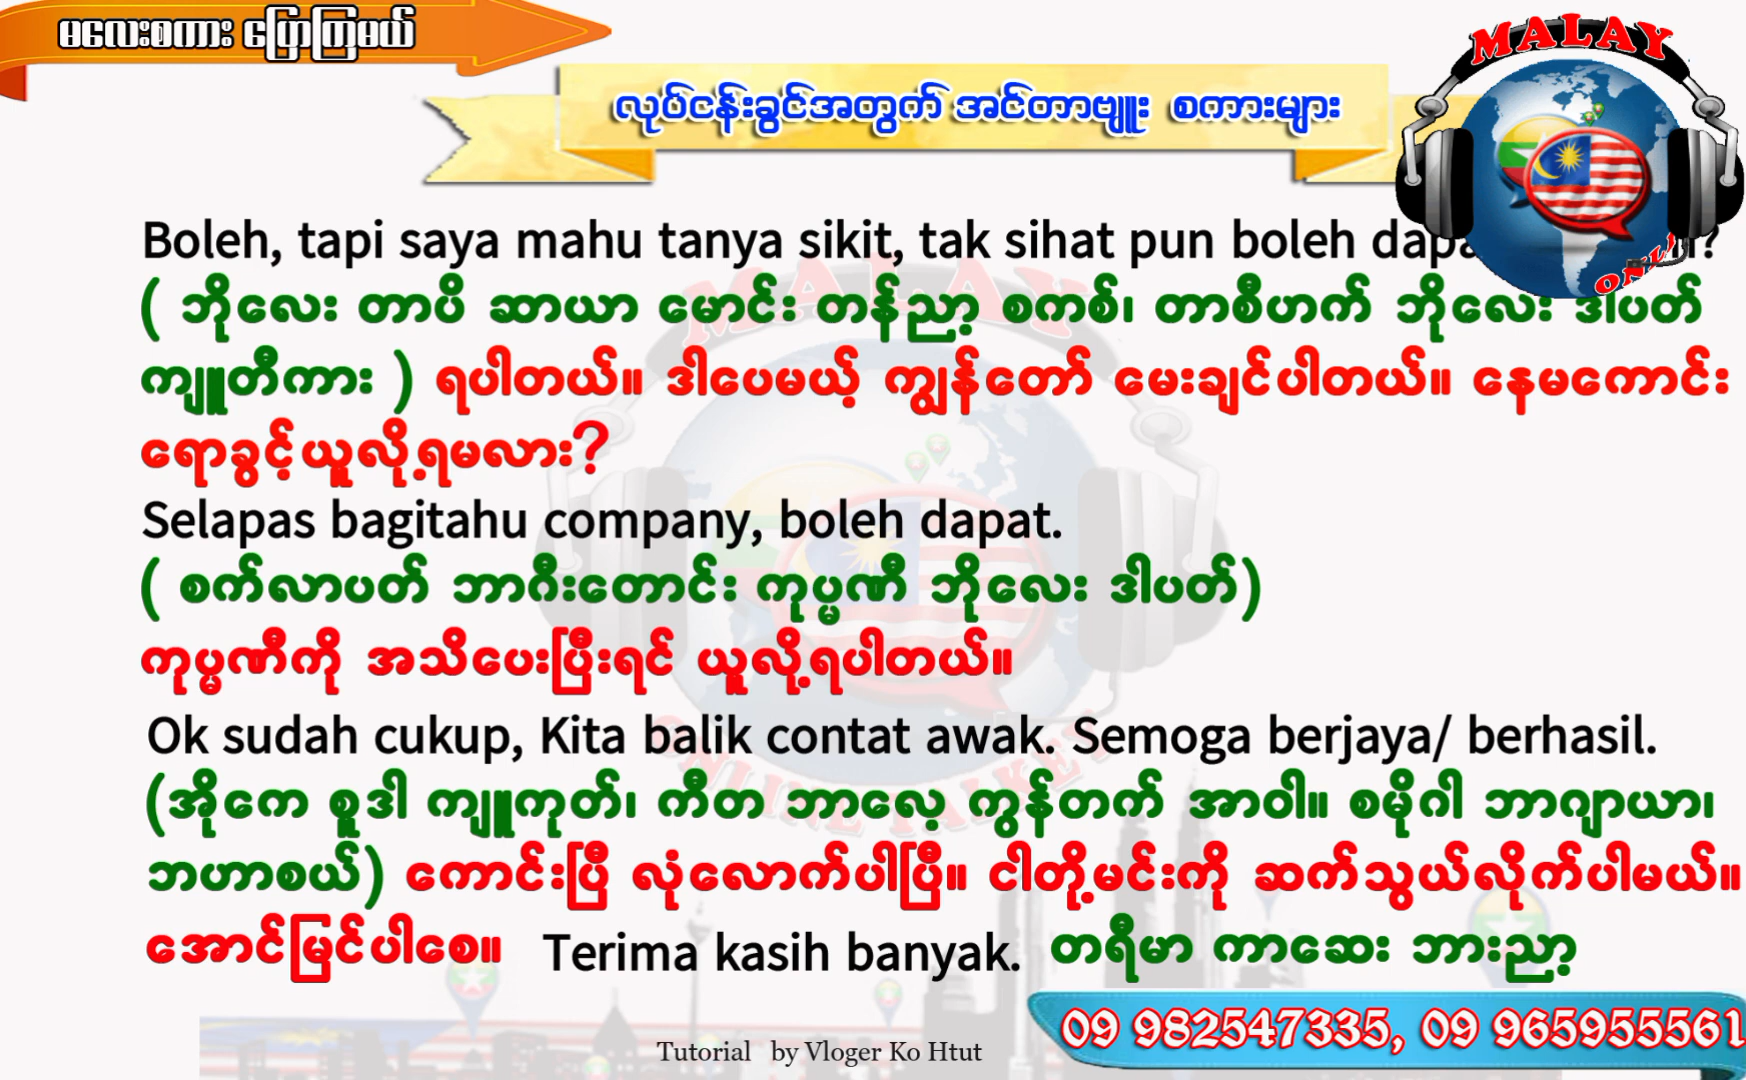 မလေးစကား ပြောကြမယ်
လုပ်ငန်းခွင်အတွက် အင်တာဗျူး စကားများ
MALAY
Boleh, tapi saya mahu tanya sikit, tak sihat pun boleh
( ဘိုလေး တာပိ ဆာယာ မောင်း တန်ညာ့ စကစ်၊ တာစီဟက် ဘိုလေး ဒါပတ်
ကျူတီကား ) ရပါတယ်။ ဒါပေမယ့် ကျွန်တော် မေးချင်ပါတယ်။ နေမကောင်း
ရောခွင့်ယူလို့ရမလား?
Selapas bagitahu company, boleh dapat.
( စက်လာပတ် ဘာဂီးတောင်း ကုပ္မဏီ ဘိုလေး ဒါပတ်)
ကုပ္မဏီကို အသိပေးပြီးရင် ယူလို့ရပါတယ်။
Ok sudah cukup, Kita balik contat awak. Semoga berjaya/ berhasil.
(အိုကေ စူဒါ ကျူကုတ်၊ ကီတ ဘာလေ့ ကွန်တက် အာဝါ။ စမိုဂါ ဘာဂျာယာ၊
ဘဟာစယ်) ကောင်းပြီ လုံလောက်ပါပြီ။ ငါတို့မင်းကို ဆက်သွယ်လိုက်ပါမယ်။
အောင်မြင်ပါစေ။ Terima kasih banyak. တရီမာ ကာဆေး ဘားညာ့
09 982547335, 09 965955561
Tutorial by Vloger Ko Htut